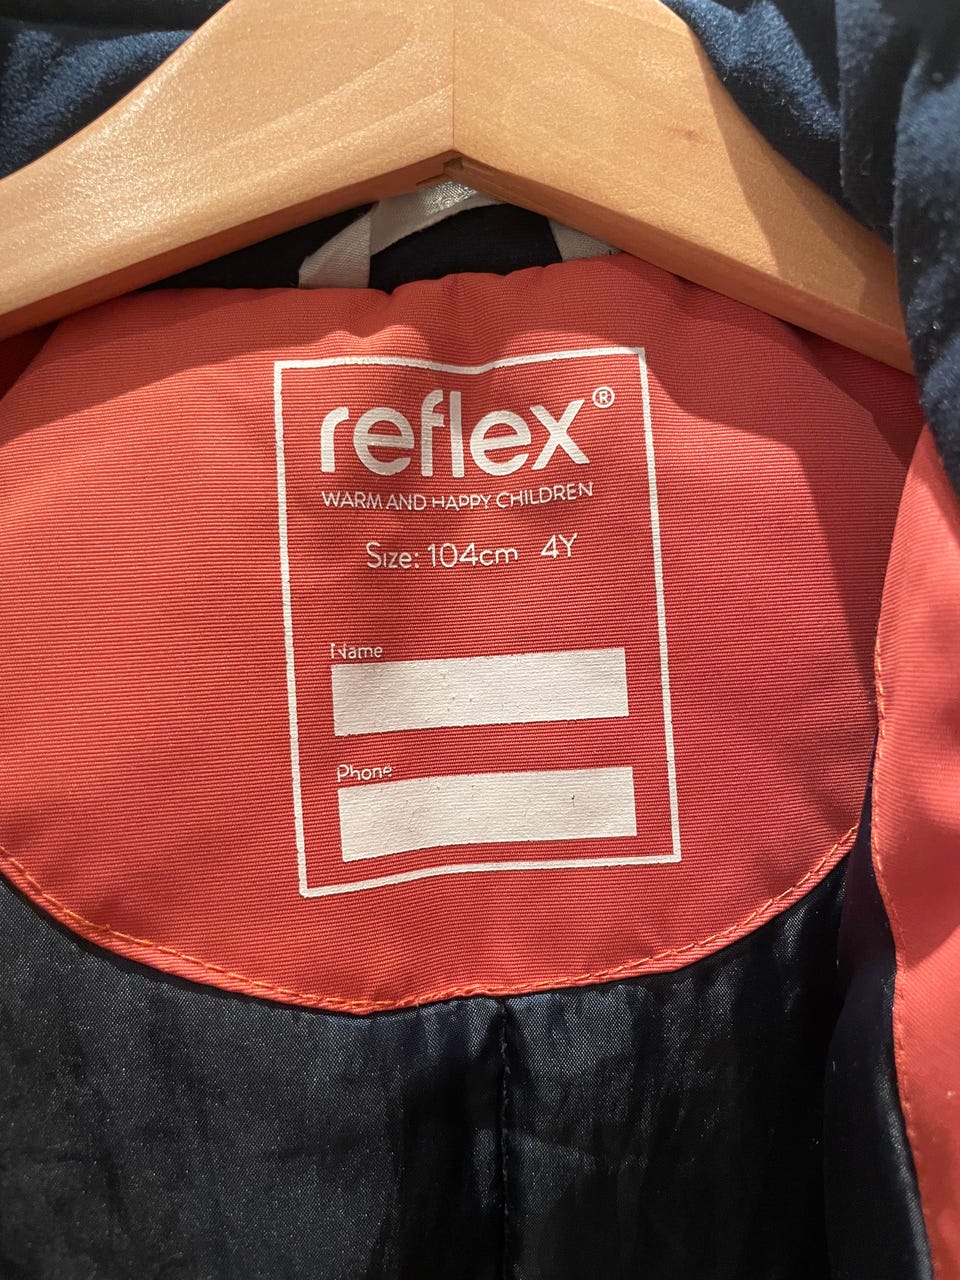 reflex®
WARM AND HAPPY CHILDREN
Size: 104cm 4Y
Name
Phone